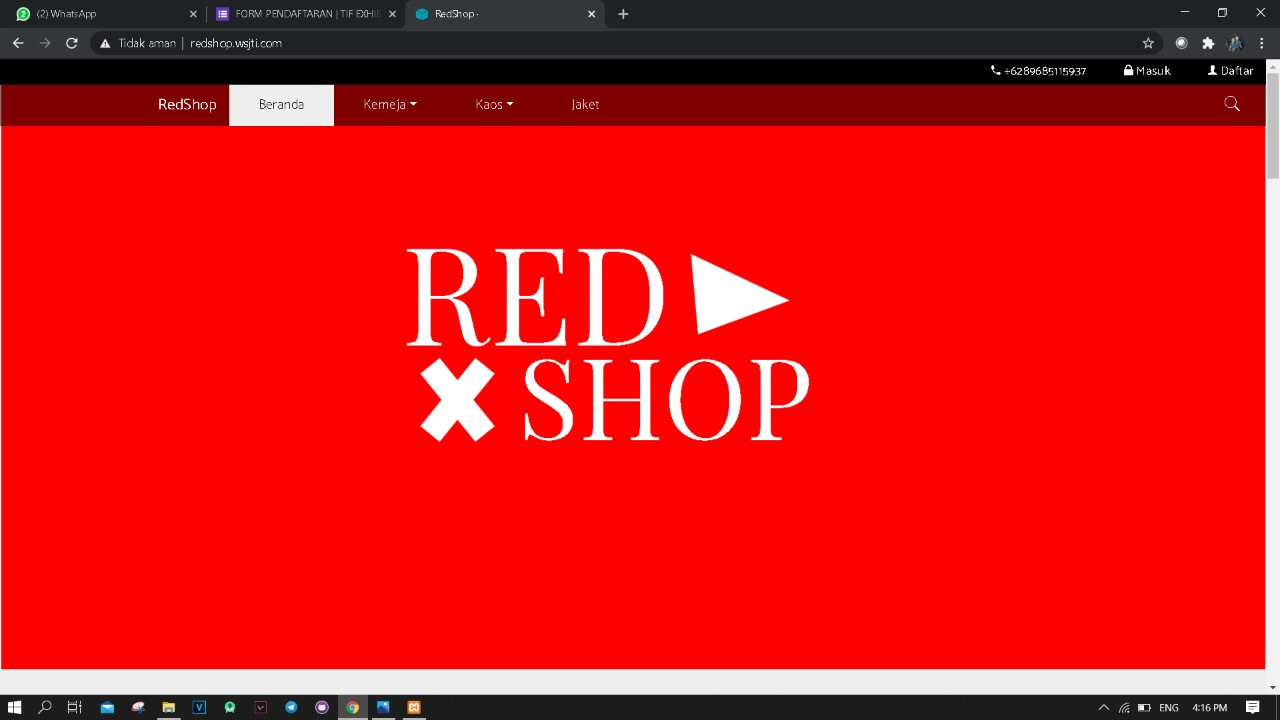 (2) WhatsApp
FORM PENDAFTARAN | TIF EXHIB
RedShop ·
Tidak aman | redshop.wsjti.com
+6289685115937 Masuk Daftar
RedShop Beranda Kemeja Kaos Jaket
RED
SHOP
ENG 4:16 PM